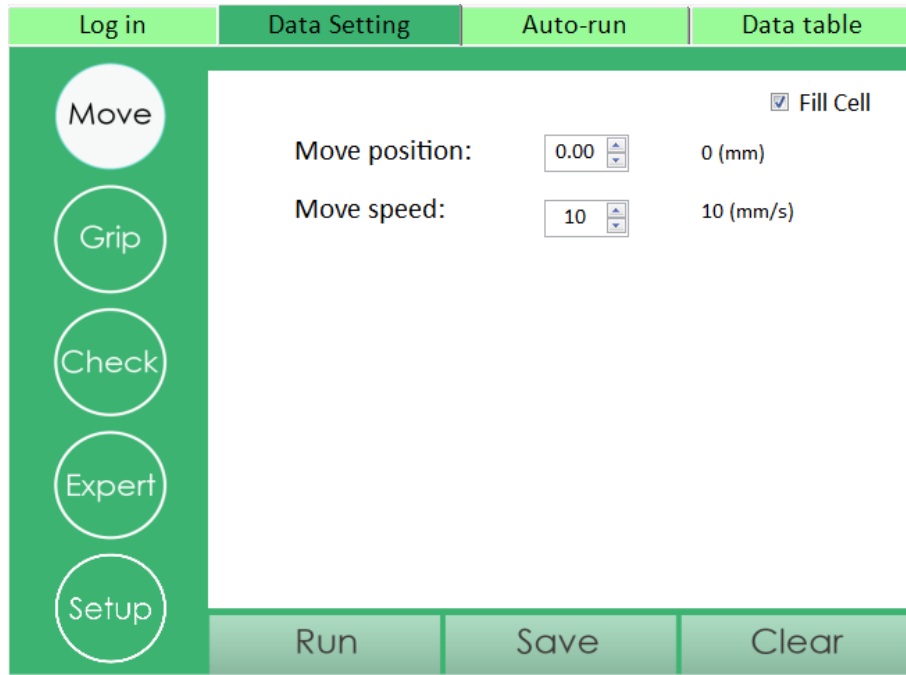 Log in Data Setting Auto-run Data table
Move
Fill Cell
Move position: 0.00 0 (mm)
Move speed: 10 10 (mm/s)
Grip
Check
Expert
Setup
Run Save Clear